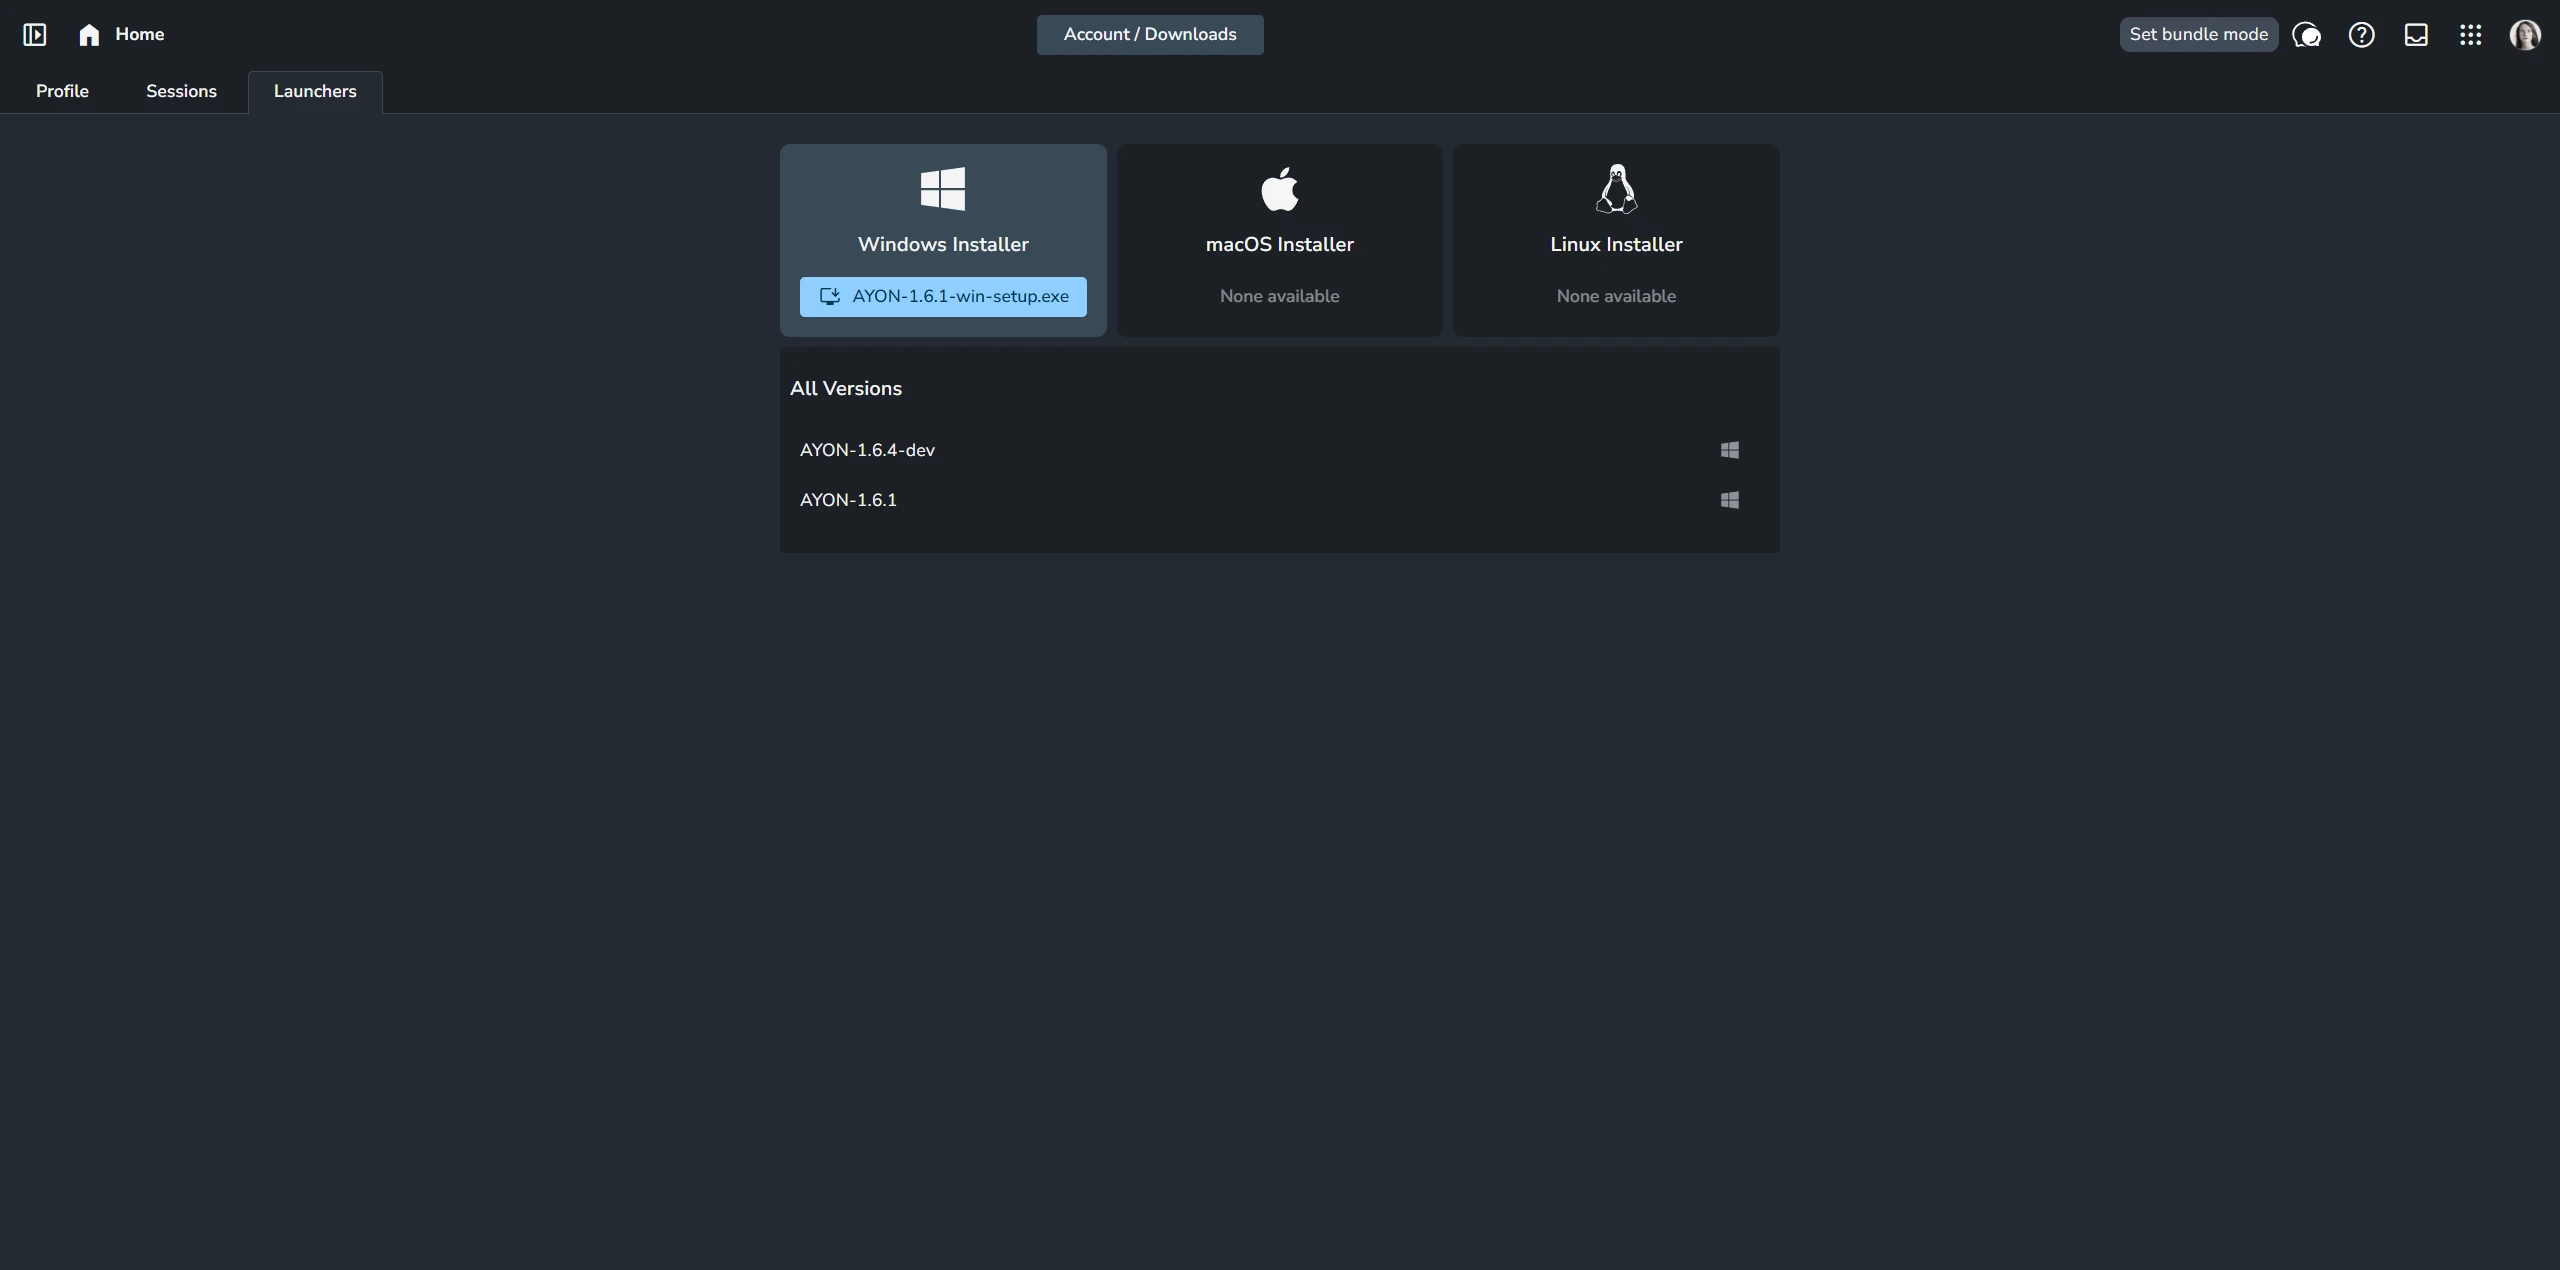 Home
Account / Downloads
Set bundle mode
Profile
Sessions
Launchers
Windows Installer
AYON-1.6.1-win-setup.exe
macOS Installer
None available
Linux Installer
None available
All Versions
AYON-1.6.4-dev
AYON-1.6.1